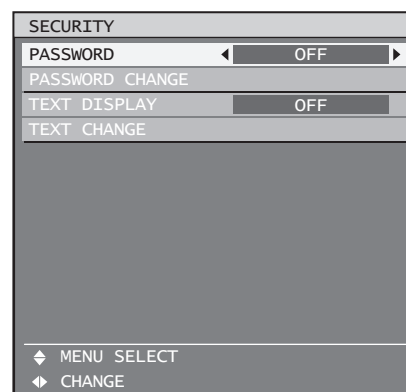 SECURITY
PASSWORD OFF
PASSWORD CHANGE
TEXT DISPLAY OFF
TEXT CHANGE
MENU SELECT
CHANGE